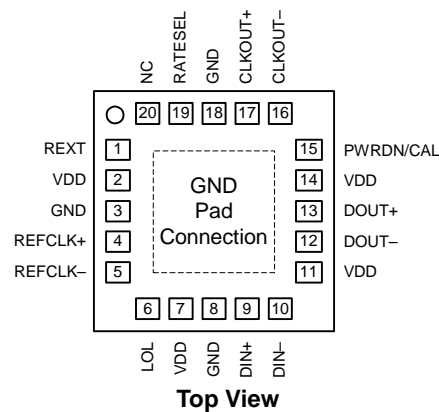 NC
RATESEL
GND
CLKOUT+
CLKOUT–
20
19
18
17
16
REXT 1
VDD 2
GND 3
REFCLK+ 4
REFCLK– 5
GND
Pad
Connection
15 PWRDN/CAL
14 VDD
13 DOUT+
12 DOUT–
11 VDD
6
7
8
9
10
LOL
VDD
GND
DIN+
DIN–
Top View